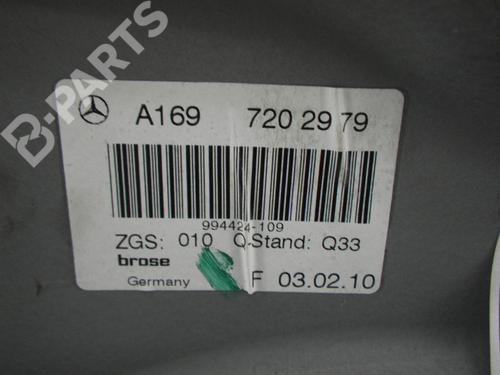 B-PARTS
A169 720 29 79
994424-109
ZGS: 010 Q-Stand: Q33
brose
Germany F 03.02.10